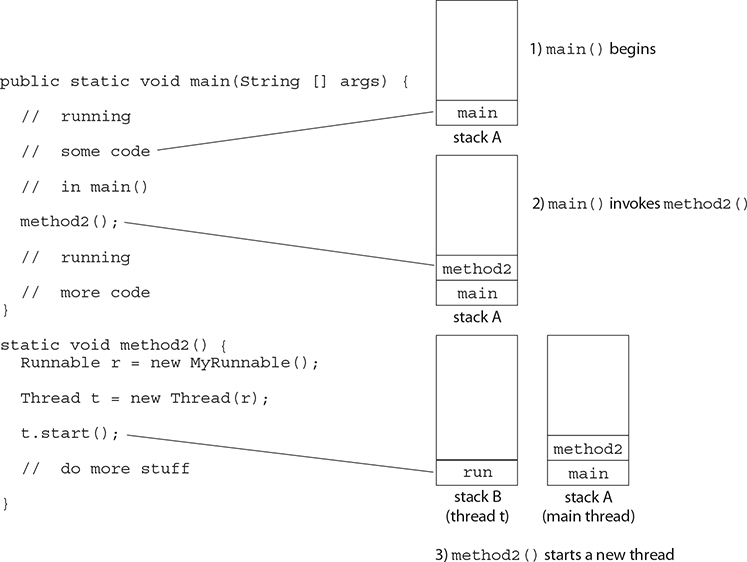 public static void main(String [] args) {
// running
// some code
// in main()
method2();
// running
// more code
}
static void method2() {
Runnable r = new MyRunnable();
Thread t = new Thread(r);
t.start();
// do more stuff
}
main
stack A
1) main() begins
method2
main
stack A
2) main() invokes method2()
run
stack B
(thread t)
method2
main
stack A
(main thread)
3) method2() starts a new thread